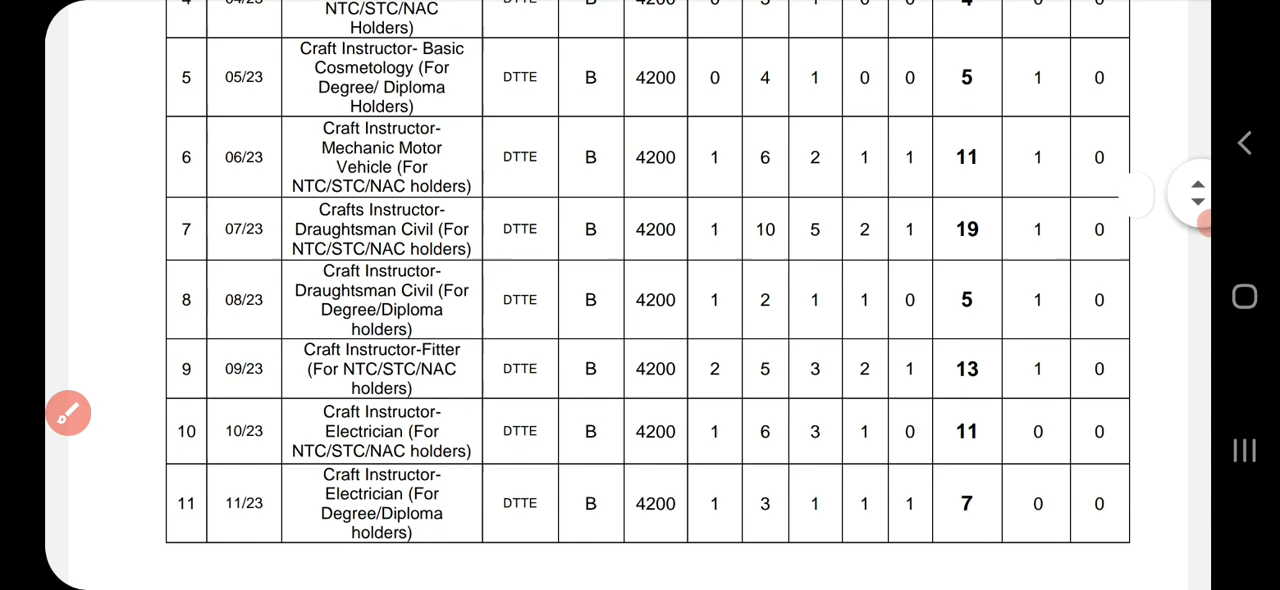 NTC/STC/NAC
Holders)
5 05/23 Craft Instructor- Basic
Cosmetology (For
Degree/ Diploma
Holders) DTTE B 4200 0 4 1 0 0 5 1 0
6 06/23 Craft Instructor-
Mechanic Motor
Vehicle (For
NTC/STC/NAC holders) DTTE B 4200 1 6 2 1 1 11 1 0
7 07/23 Crafts Instructor-
Draughtsman Civil (For
NTC/STC/NAC holders) DTTE B 4200 1 10 5 2 1 19 1 0
8 08/23 Craft Instructor-
Draughtsman Civil (For
Degree/Diploma
holders) DTTE B 4200 1 2 1 1 0 5 1 0
9 09/23 Craft Instructor-Fitter
(For NTC/STC/NAC
holders) DTTE B 4200 2 5 3 2 1 13 1 0
10 10/23 Craft Instructor-
Electrician (For
NTC/STC/NAC holders) DTTE B 4200 1 6 3 1 0 11 0 0
11 11/23 Craft Instructor-
Electrician (For
Degree/Diploma
holders) DTTE B 4200 1 3 1 1 1 7 0 0